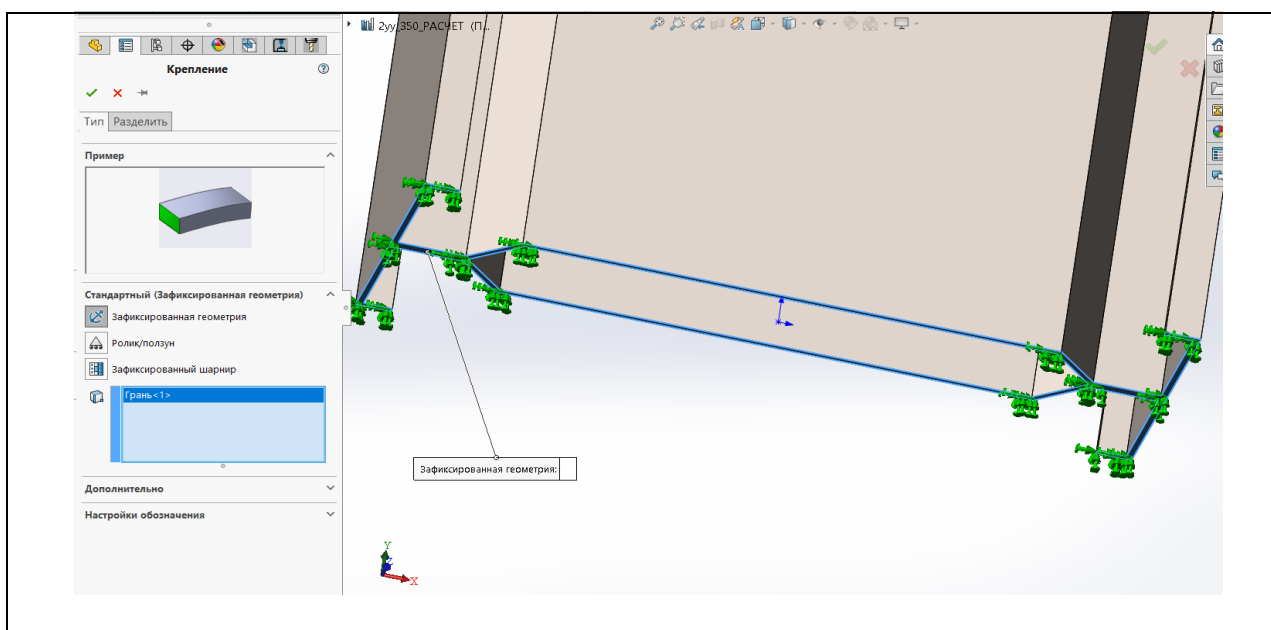 2yy_350_РАСЧЕТ (П...
Крепление
Тип Разделить
Пример
Стандартный (Зафиксированная геометрия)
Зафиксированная геометрия
Ролик/ползун
Зафиксированный шарнир
Грань<1>
Дополнительно
Настройки обозначения
Зафиксированная геометрия:
Y
Z
X